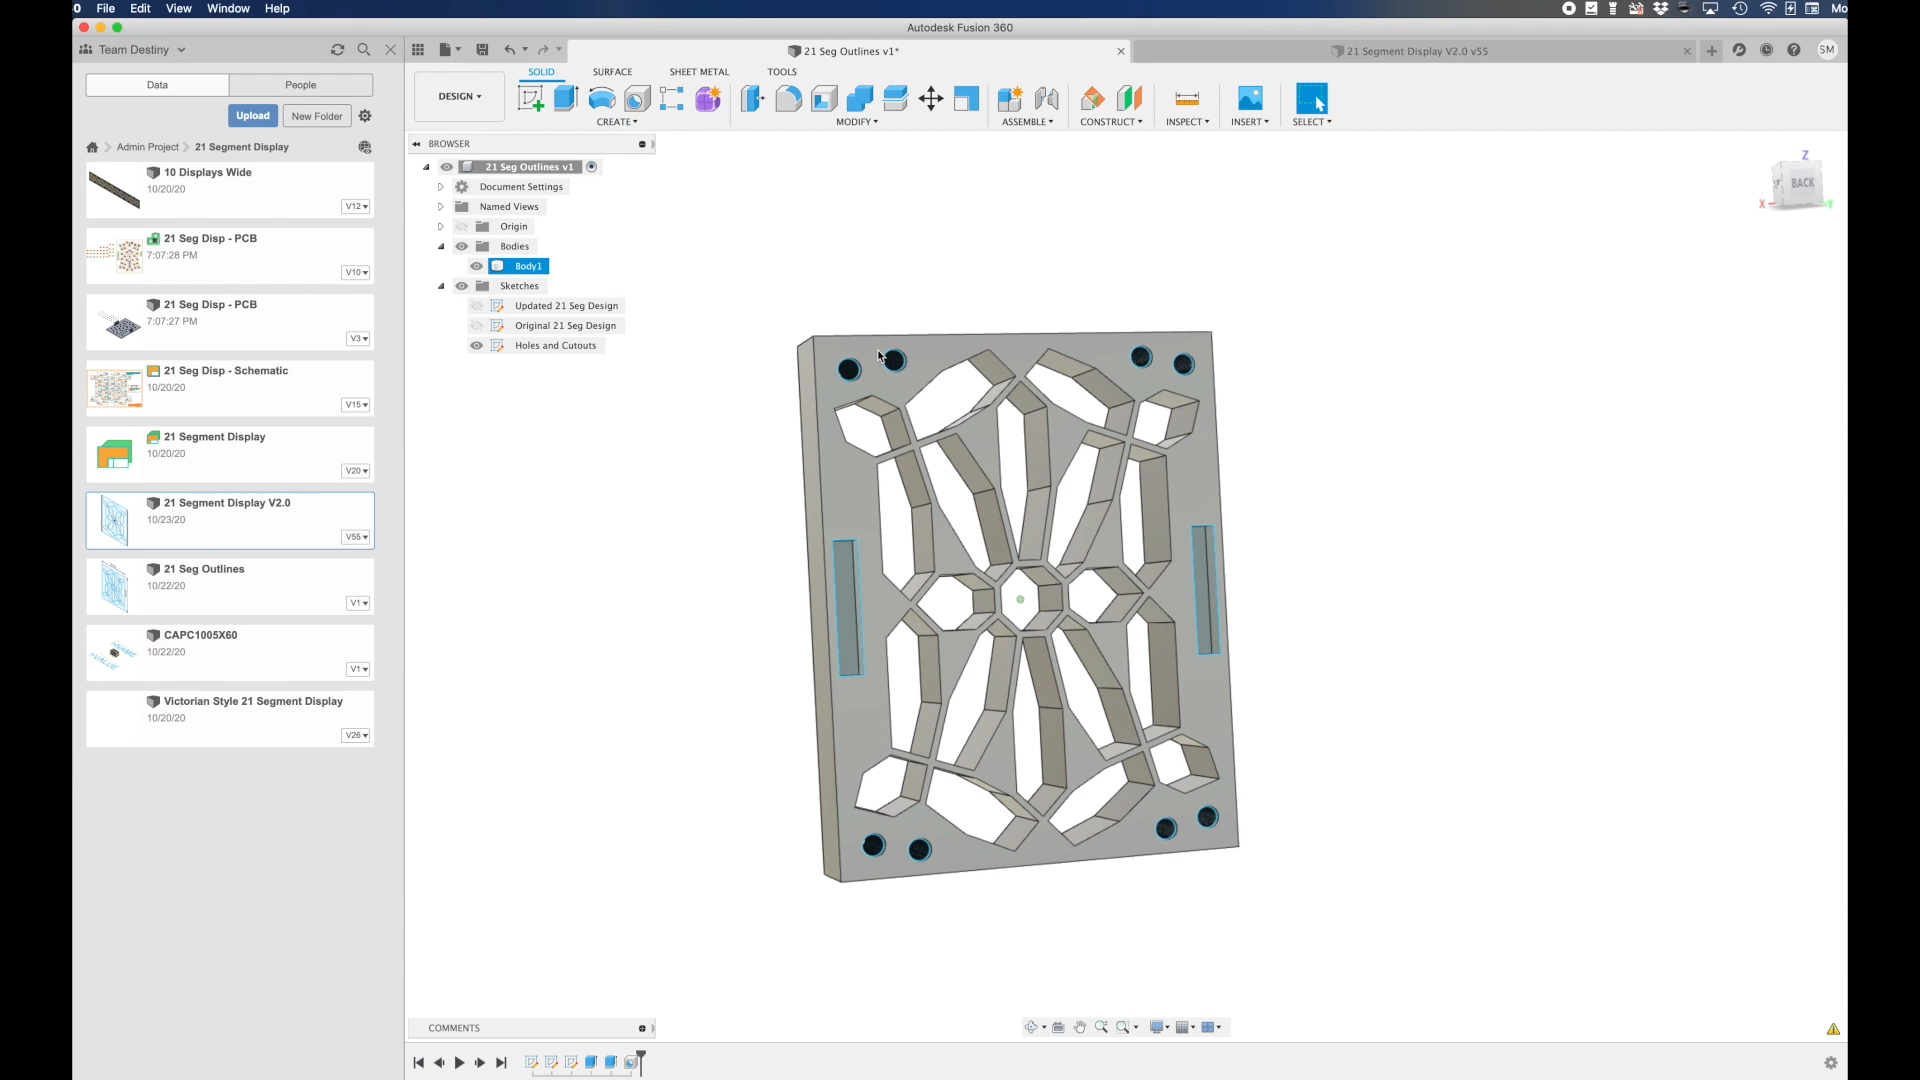 File Edit View Window Help
Mo
Autodesk Fusion 360
Team Destiny
21 Seg Outlines v1*
21 Segment Display V2.0 v55
SM
Data People
Upload New Folder
Admin Project 21 Segment Display
10 Displays Wide
10/20/20
V12
21 Seg Disp - PCB
7:07:28 PM
V10
21 Seg Disp - PCB
7:07:27 PM
V3
21 Seg Disp - Schematic
10/20/20
V15
21 Segment Display
10/20/20
V20
21 Segment Display V2.0
10/23/20
V55
21 Seg Outlines
10/22/20
V1
CAPC1005X60
10/22/20
V1
Victorian Style 21 Segment Display
10/20/20
V26
SOLID SURFACE SHEET METAL TOOLS
DESIGN
CREATE MODIFY ASSEMBLE CONSTRUCT INSPECT INSERT SELECT
BROWSER
21 Seg Outlines v1
Document Settings
Named Views
Origin
Bodies
Body1
Sketches
Updated 21 Seg Design
Original 21 Seg Design
Holes and Cutouts
Z
BACK
X
Y
COMMENTS